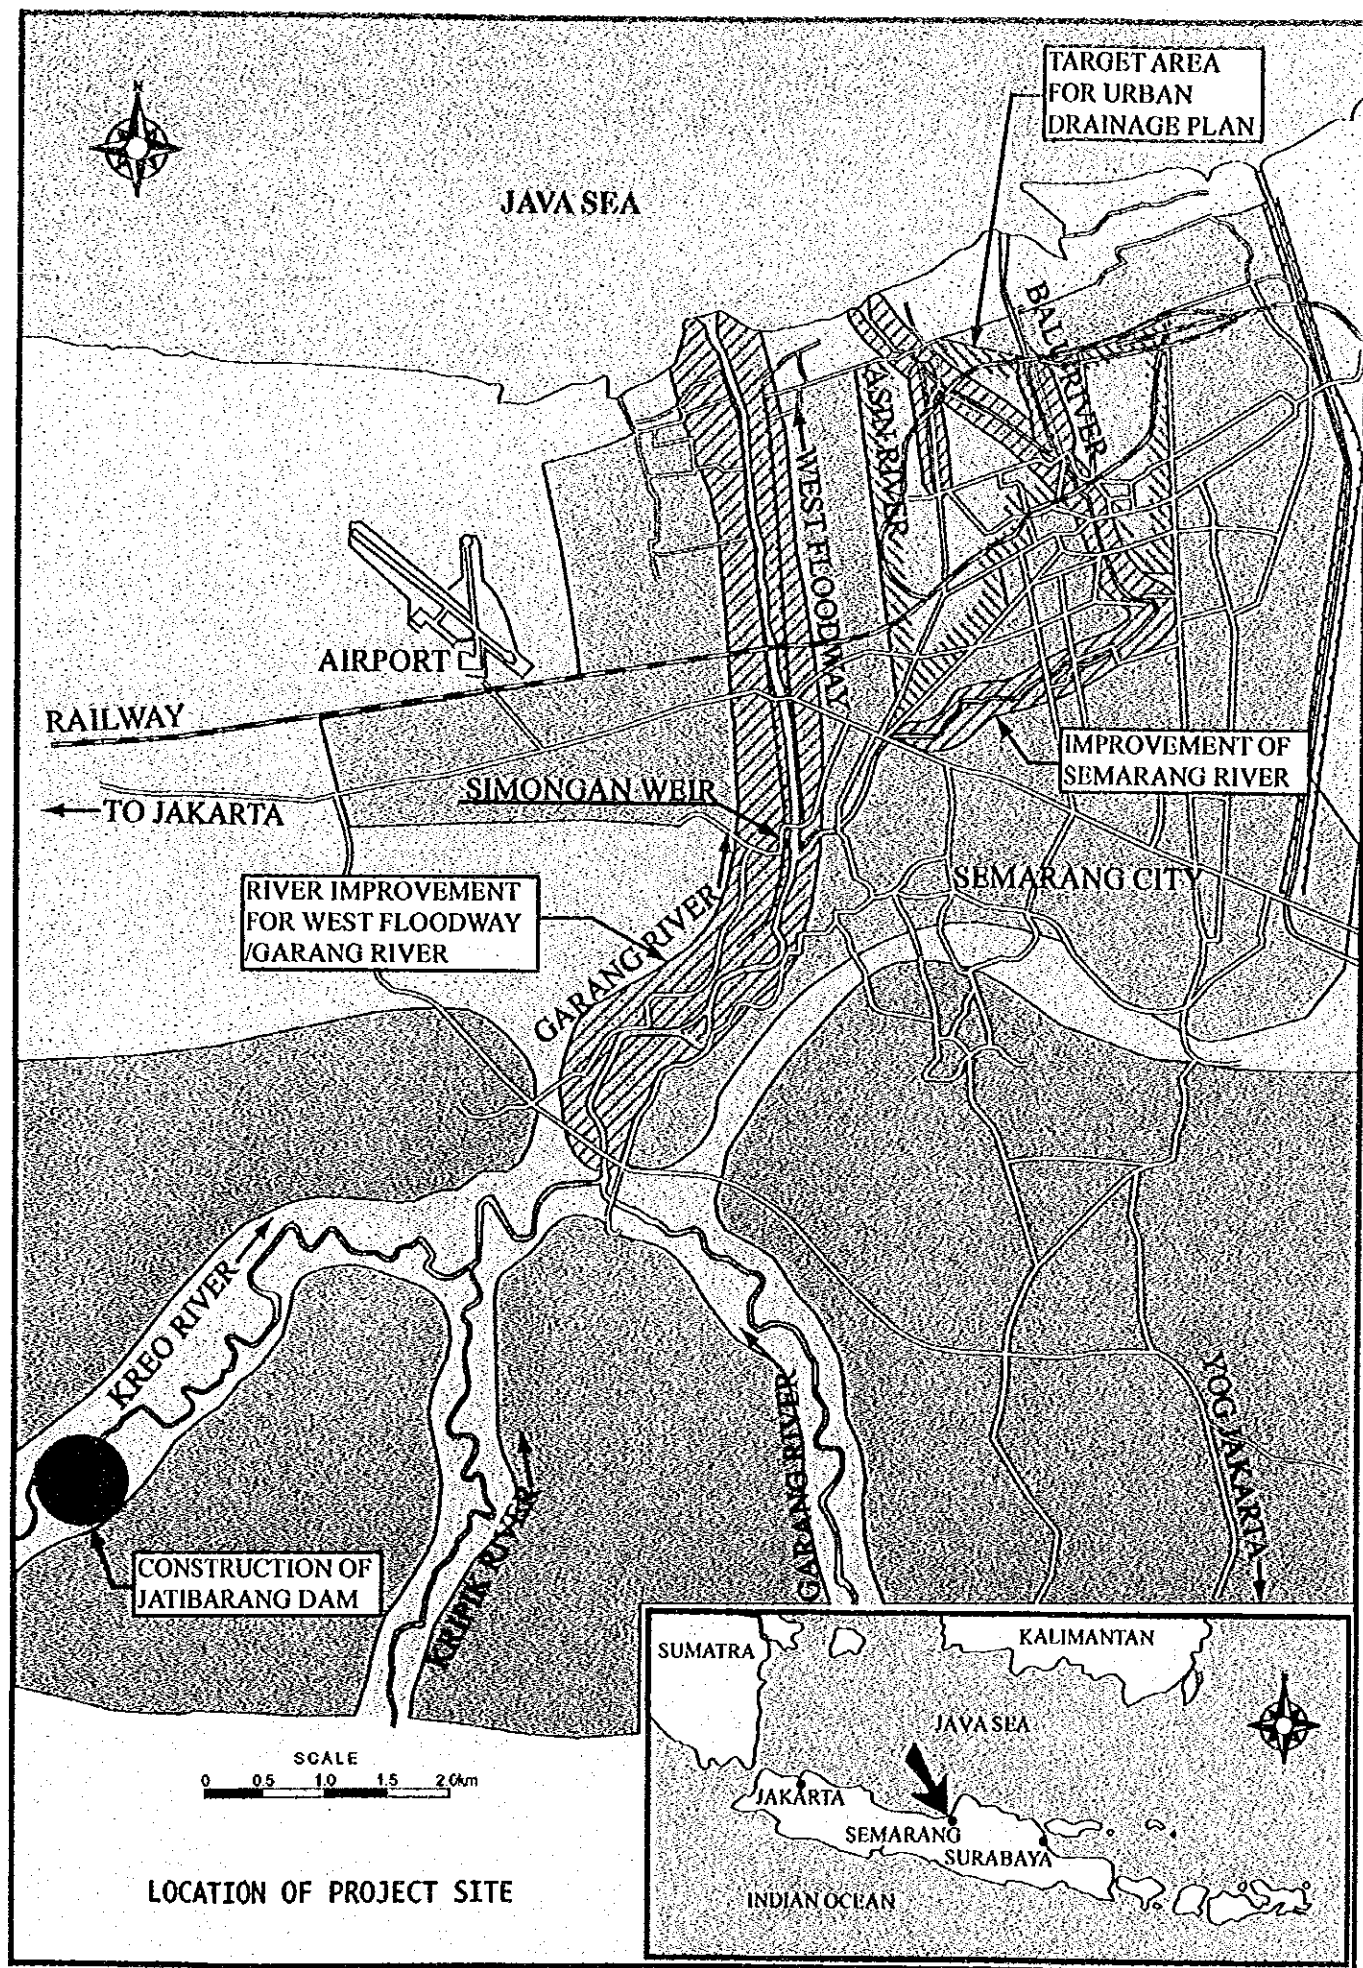 TARGET AREA
FOR URBAN
DRAINAGE PLAN
N
JAVA SEA
BALU RIVER
ASIN RIVER
WEST FLOODWAY
AIRPORT
RAILWAY
IMPROVEMENT OF
SEMARANG RIVER
SIMONGAN WEIR
TO JAKARTA
RIVER IMPROVEMENT
FOR WEST FLOODWAY
/GARANG RIVER
SEMARANG CITY
GARANG RIVER
KREO RIVER
YOGJAKARTA
GARANG RIVER
KRIPIK RIVER
CONSTRUCTION OF
JATIBARANG DAM
SUMATRA
KALIMANTAN
JAVA SEA
JAKARTA
SEMARANG
SURABAYA
INDIAN OCEAN
SCALE
0 0.5 1.0 1.5 2.0km
LOCATION OF PROJECT SITE